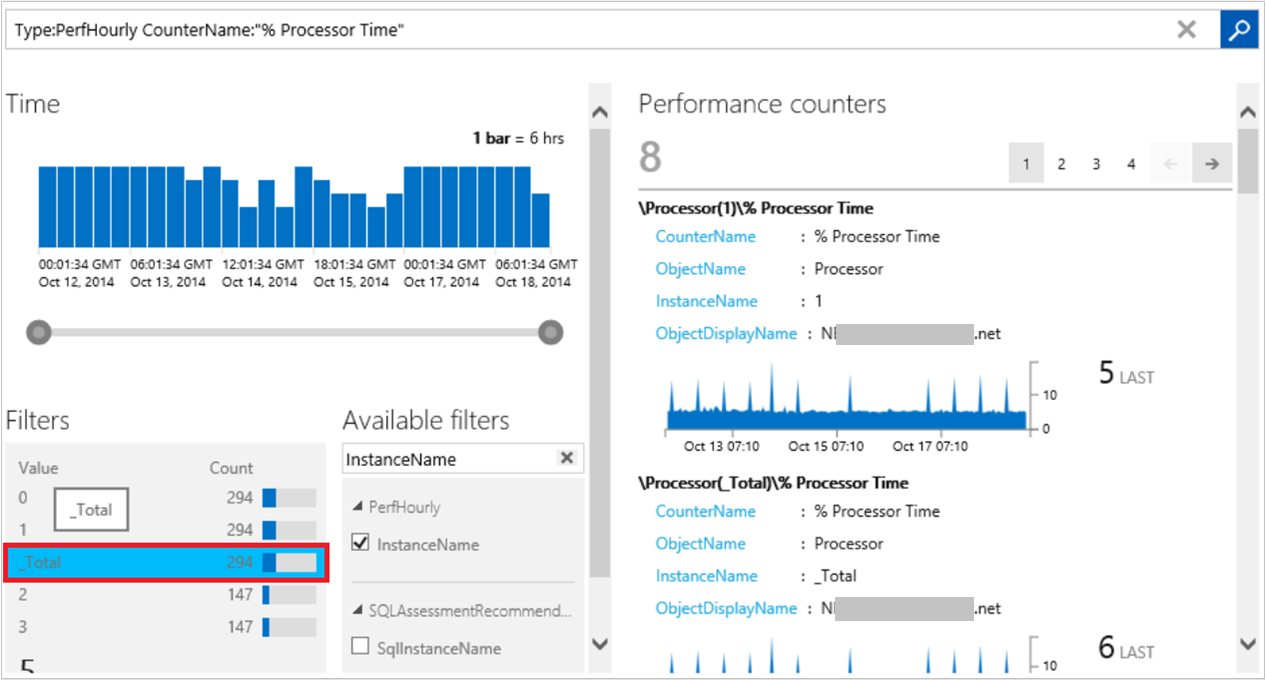 Type:PerfHourly CounterName:"% Processor Time"
Time
1 bar = 6 hrs
00:01:34 GMT 06:01:34 GMT 12:01:34 GMT 18:01:34 GMT 00:01:34 GMT 06:01:34 GMT
Oct 12, 2014 Oct 13, 2014 Oct 14, 2014 Oct 15, 2014 Oct 17, 2014 Oct 18, 2014
Filters
Value Count
0 294
_Total
1 294
_Total 294
2 147
3 147
5
Available filters
InstanceName
PerfHourly
InstanceName
SQLAssessmentRecommend...
SqlInstanceName
Performance counters
8
1 2 3 4
\Processor(1)\% Processor Time
CounterName : % Processor Time
ObjectName : Processor
InstanceName : 1
ObjectDisplayName : .net
10
0
5 LAST
Oct 13 07:10 Oct 15 07:10 Oct 17 07:10
\Processor(_Total)\% Processor Time
CounterName : % Processor Time
ObjectName : Processor
InstanceName : _Total
ObjectDisplayName : .net
10
6 LAST